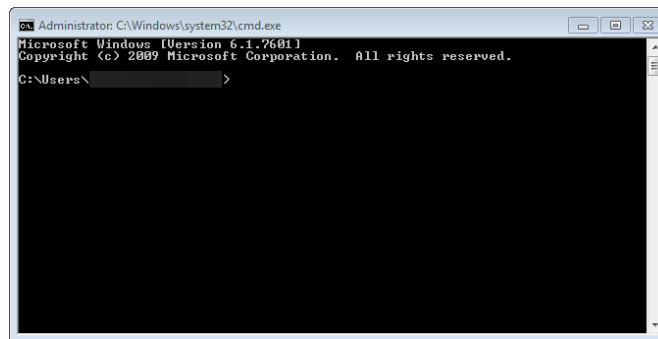 Administrator: C:\Windows\system32\cmd.exe
Microsoft Windows [Version 6.1.7601]
Copyright (c) 2009 Microsoft Corporation.  All rights reserved.
C:\Users\ >